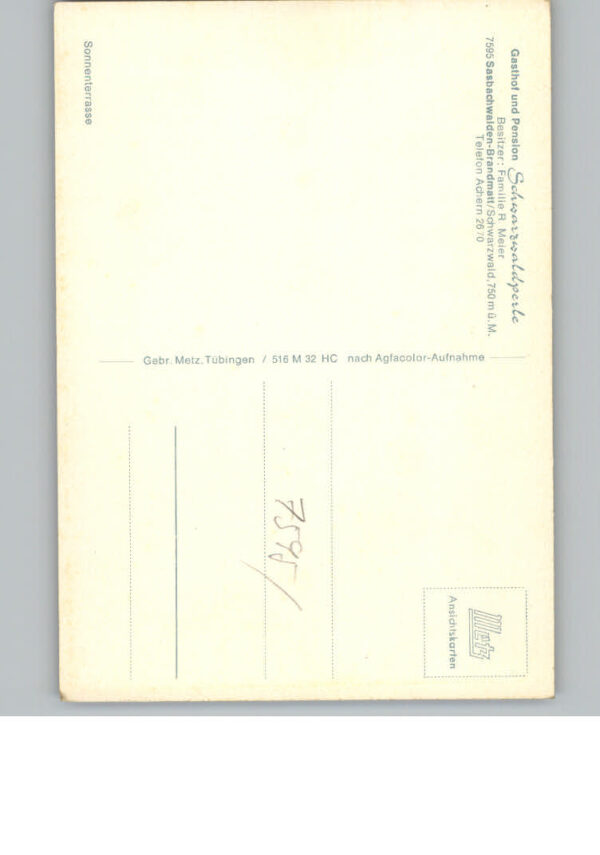 Gasthof und Pension Schwarzwaldperle
Besitzer: Familie R. Meier
7595 Sasbachwalden-Brandmatt/Schwarzwald, 750 m ü. M.
Telefon Achern 26 70
Sonnenterrasse
Gebr. Metz, Tübingen / 516 M 32 HC nach Agfacolor-Aufnahme
Metz
Ansichtskarten
7595/